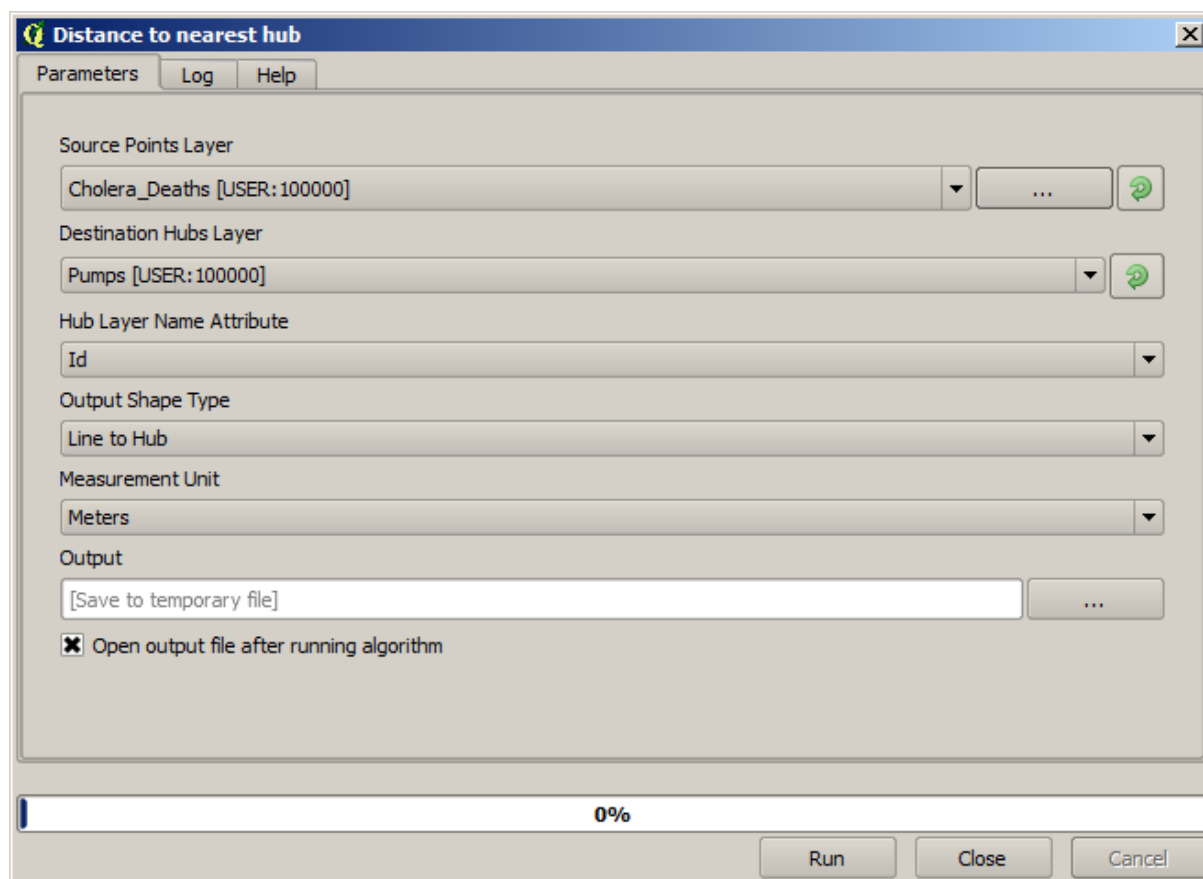 Distance to nearest hub
Parameters Log Help
Source Points Layer
Cholera_Deaths [USER:100000] ...
Destination Hubs Layer
Pumps [USER:100000]
Hub Layer Name Attribute
Id
Output Shape Type
Line to Hub
Measurement Unit
Meters
Output
[Save to temporary file] ...
Open output file after running algorithm
0%
Run Close Cancel